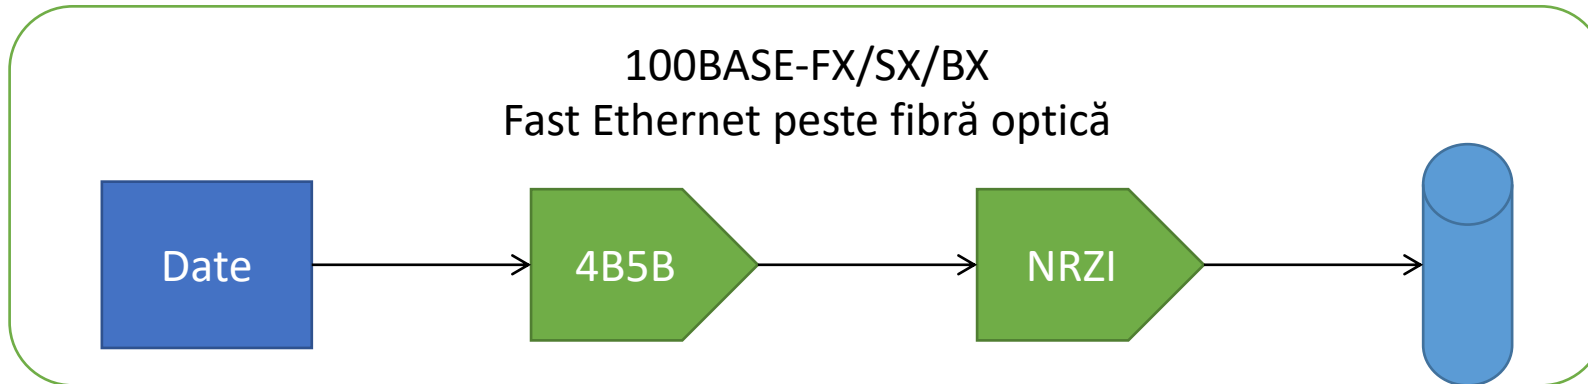 100BASE-FX/SX/BX
Fast Ethernet peste fibră optică
Date
4B5B
NRZI